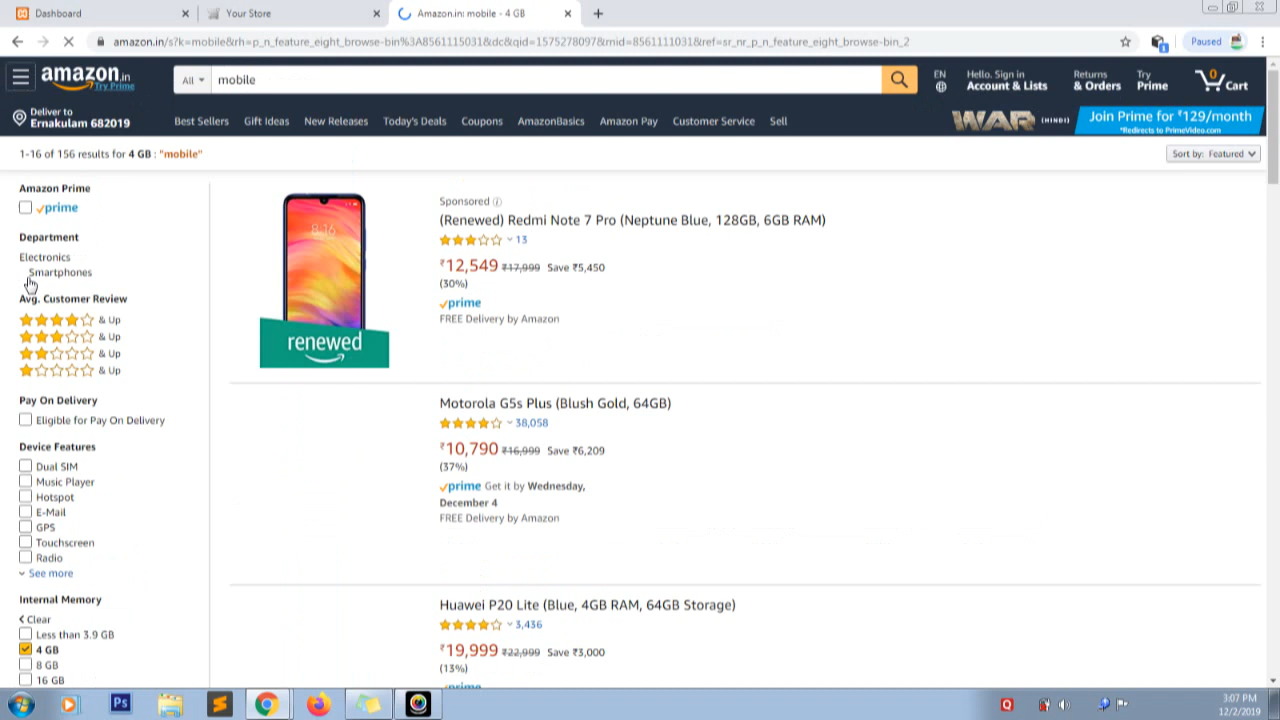 Dashboard
Your Store
Amazon.in: mobile - 4 GB
amazon.in/s?k=mobile&rh=p_n_feature_eight_browse-bin%3A8561115031&dc&qid=1575278097&rnid=8561111031&ref=sr_nr_p_n_feature_eight_browse-bin_2
Paused
amazon.in
Try Prime
All
mobile
EN
Hello. Sign in
Account & Lists
Returns
& Orders
Try
Prime
0
Cart
Deliver to
Ernakulam 682019
Best Sellers
Gift Ideas
New Releases
Today's Deals
Coupons
AmazonBasics
Amazon Pay
Customer Service
Sell
WAR (HINDI)
Join Prime for ₹129/month
*Redirects to PrimeVideo.com
1-16 of 156 results for 4 GB : "mobile"
Sort by: Featured
Amazon Prime
prime
Department
Electronics
Smartphones
Avg. Customer Review
& Up
& Up
& Up
& Up
Pay On Delivery
Eligible for Pay On Delivery
Device Features
Dual SIM
Music Player
Hotspot
E-Mail
GPS
Touchscreen
Radio
See more
Internal Memory
Clear
Less than 3.9 GB
4 GB
8 GB
16 GB
8:16
renewed
Sponsored
(Renewed) Redmi Note 7 Pro (Neptune Blue, 128GB, 6GB RAM)
13
₹12,549 ₹17,999 Save ₹5,450
(30%)
prime
FREE Delivery by Amazon
Motorola G5s Plus (Blush Gold, 64GB)
38,058
₹10,790 ₹16,999 Save ₹6,209
(37%)
prime Get it by Wednesday,
December 4
FREE Delivery by Amazon
Huawei P20 Lite (Blue, 4GB RAM, 64GB Storage)
3,436
₹19,999 ₹22,999 Save ₹3,000
(13%)
prime
Ps
3:07 PM
12/2/2019